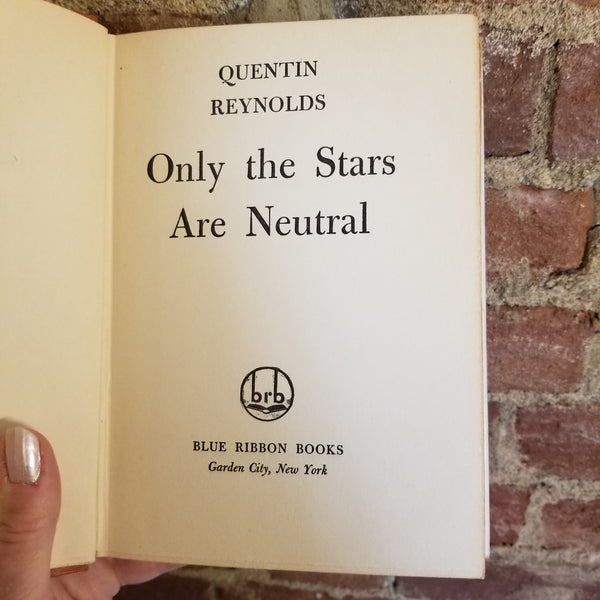 QUENTIN
REYNOLDS
Only the Stars
Are Neutral
brb
BLUE RIBBON BOOKS
Garden City, New York